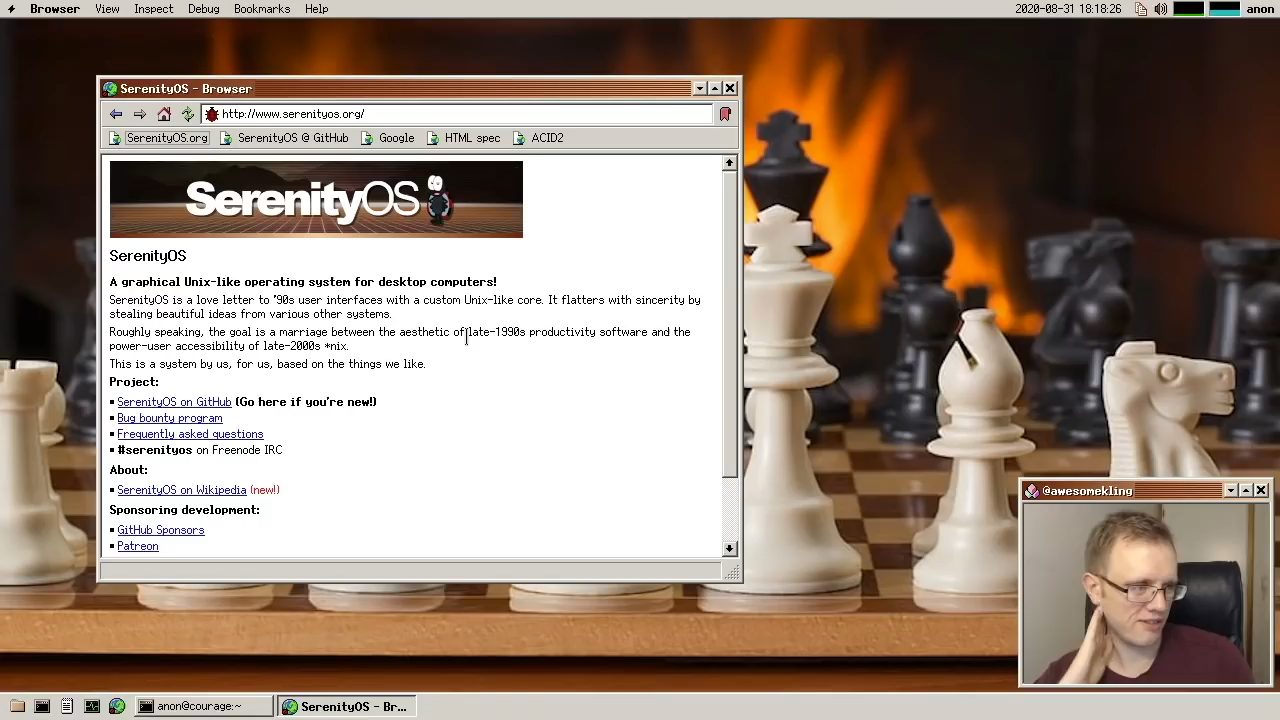 Browser View Inspect Debug Bookmarks Help 2020-08-31 18:18:26 anon
SerenityOS - Browser
http://www.serenityos.org/
SerenityOS.org SerenityOS @ GitHub Google HTML spec ACID2
SerenityOS
SerenityOS
A graphical Unix-like operating system for desktop computers!
SerenityOS is a love letter to '90s user interfaces with a custom Unix-like core. It flatters with sincerity by
stealing beautiful ideas from various other systems.
Roughly speaking, the goal is a marriage between the aesthetic of late-1990s productivity software and the
power-user accessibility of late-2000s *nix.
This is a system by us, for us, based on the things we like.
Project:
SerenityOS on GitHub (Go here if you're new!)
Bug bounty program
Frequently asked questions
#serenityos on Freenode IRC
About:
SerenityOS on Wikipedia (new!)
Sponsoring development:
GitHub Sponsors
Patreon
@awesomekling
anon@courage:~ SerenityOS - Br...